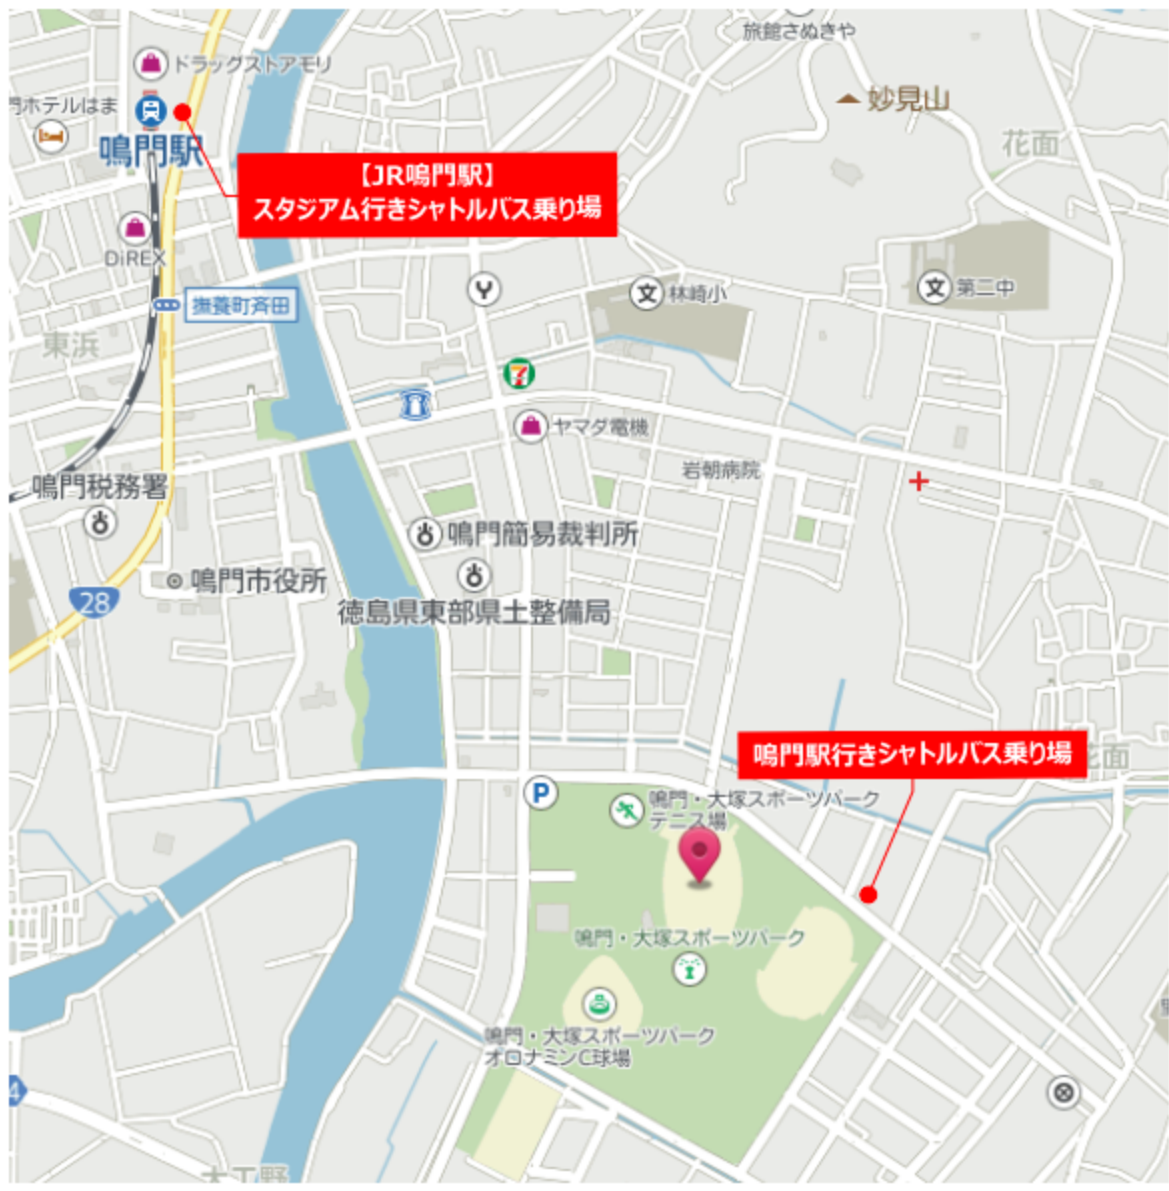 旅館さぬきや
ドラッグストアモリ
門ホテルはま
妙見山
花面
鳴門駅
【JR鳴門駅】
スタジアム行きシャトルバス乗り場
DiREX
撫養町斉田
林崎小
第二中
東浜
7
ヤマダ電機
岩朝病院
鳴門税務署
鳴門簡易裁判所
鳴門市役所
28
徳島県東部県土整備局
鳴門駅行きシャトルバス乗り場
花面
P
鳴門・大塚スポーツパーク
テニス場
鳴門・大塚スポーツパーク
鳴門・大塚スポーツパーク
オロナミンC球場
4
大工野